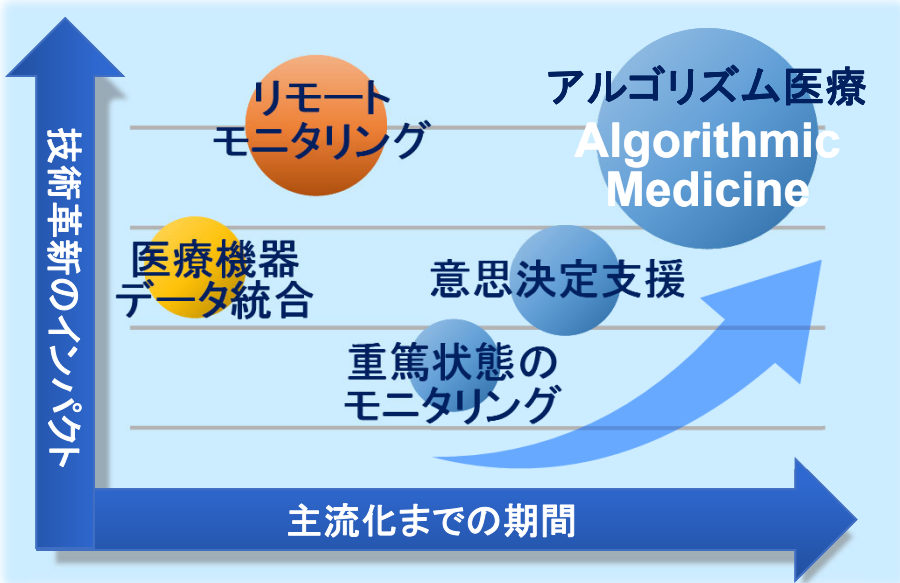 技術革新のインパクト
リモート
モニタリング
アルゴリズム医療
Algorithmic
Medicine
医療機器
データ統合
意思決定支援
重篤状態の
モニタリング
主流化までの期間